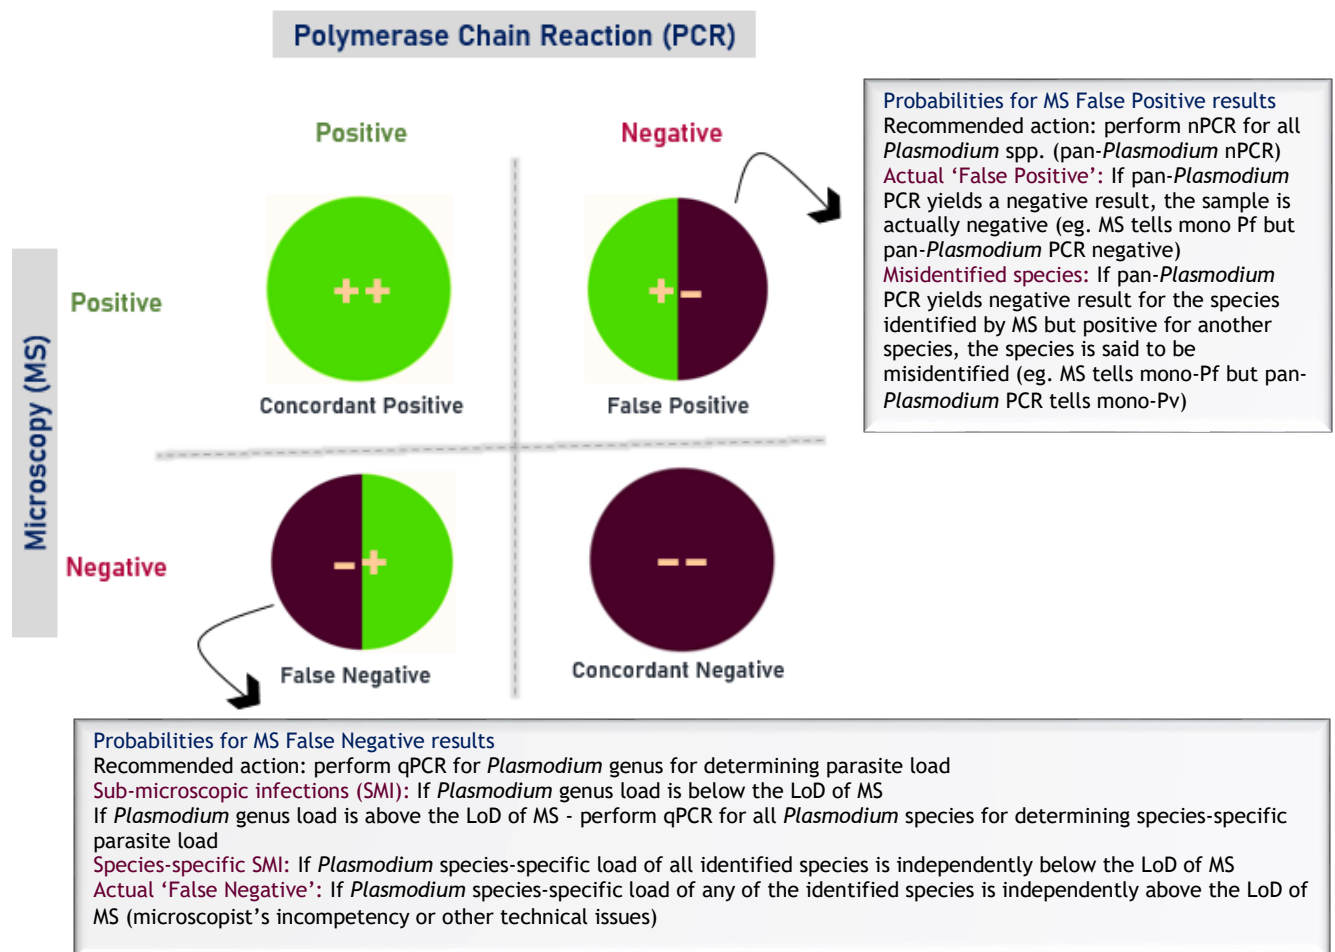 Polymerase Chain Reaction (PCR)
Positive
Negative
Microscopy (MS)
Positive
++
Concordant Positive
+-
False Positive
Negative
-+
False Negative
--
Concordant Negative
Probabilities for MS False Positive results
Recommended action: perform nPCR for all
Plasmodium spp. (pan-Plasmodium nPCR)
Actual ‘False Positive’: If pan-Plasmodium
PCR yields a negative result, the sample is
actually negative (eg. MS tells mono Pf but
pan-Plasmodium PCR negative)
Misidentified species: If pan-Plasmodium
PCR yields negative result for the species
identified by MS but positive for another
species, the species is said to be
misidentified (eg. MS tells mono-Pf but pan-
Plasmodium PCR tells mono-Pv)
Probabilities for MS False Negative results
Recommended action: perform qPCR for Plasmodium genus for determining parasite load
Sub-microscopic infections (SMI): If Plasmodium genus load is below the LoD of MS
If Plasmodium genus load is above the LoD of MS - perform qPCR for all Plasmodium species for determining species-specific
parasite load
Species-specific SMI: If Plasmodium species-specific load of all identified species is independently below the LoD of MS
Actual ‘False Negative’: If Plasmodium species-specific load of any of the identified species is independently above the LoD of
MS (microscopist’s incompetency or other technical issues)